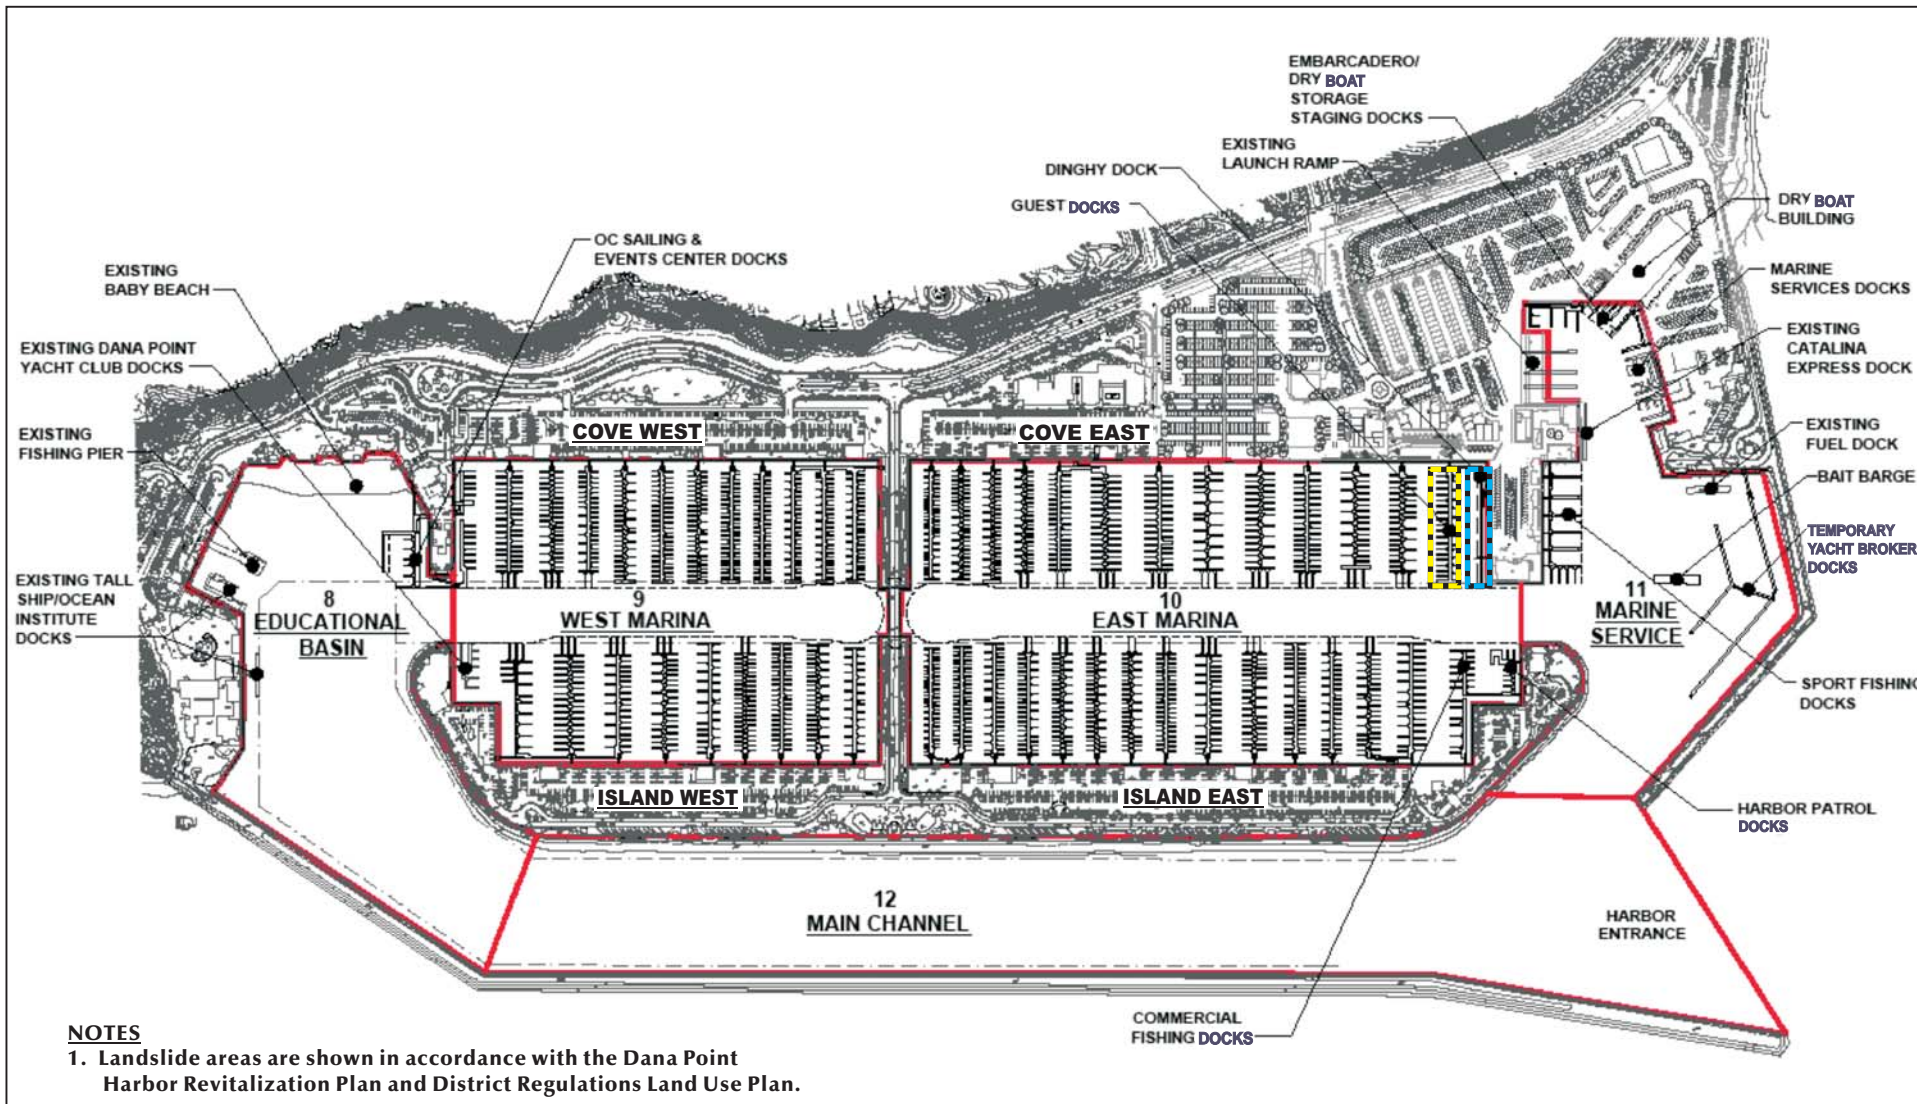 EMBARCADERO/
DRY BOAT
STORAGE
STAGING DOCKS
EXISTING
LAUNCH RAMP
DINGHY DOCK
GUEST DOCKS
DRY BOAT
BUILDING
OC SAILING &
EVENTS CENTER DOCKS
EXISTING
BABY BEACH
MARINE
SERVICES DOCKS
EXISTING
CATALINA
EXPRESS DOCK
EXISTING DANA POINT
YACHT CLUB DOCKS
EXISTING
FISHING PIER
COVE WEST
COVE EAST
EXISTING
FUEL DOCK
BAIT BARGE
TEMPORARY
YACHT BROKER
DOCKS
EXISTING TALL
SHIP/OCEAN
INSTITUTE
DOCKS
8
EDUCATIONAL
BASIN
9
WEST MARINA
10
EAST MARINA
11
MARINE
SERVICE
SPORT FISHING
DOCKS
ISLAND WEST
ISLAND EAST
HARBOR PATROL
DOCKS
12
MAIN CHANNEL
HARBOR
ENTRANCE
COMMERCIAL
FISHING DOCKS
NOTES
1. Landslide areas are shown in accordance with the Dana Point
Harbor Revitalization Plan and District Regulations Land Use Plan.